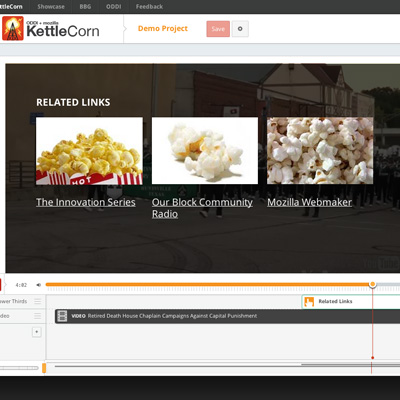 ttleCorn Showcase BBG ODDI Feedback
ODDI + mozilla
KettleCorn
Demo Project
Save
RELATED LINKS
HOT
The Innovation Series
Our Block Community
Radio
Mozilla Webmaker
4:02
ower Thirds
Related Links
ideo
VIDEO Retired Death House Chaplain Campaigns Against Capital Punishment
+